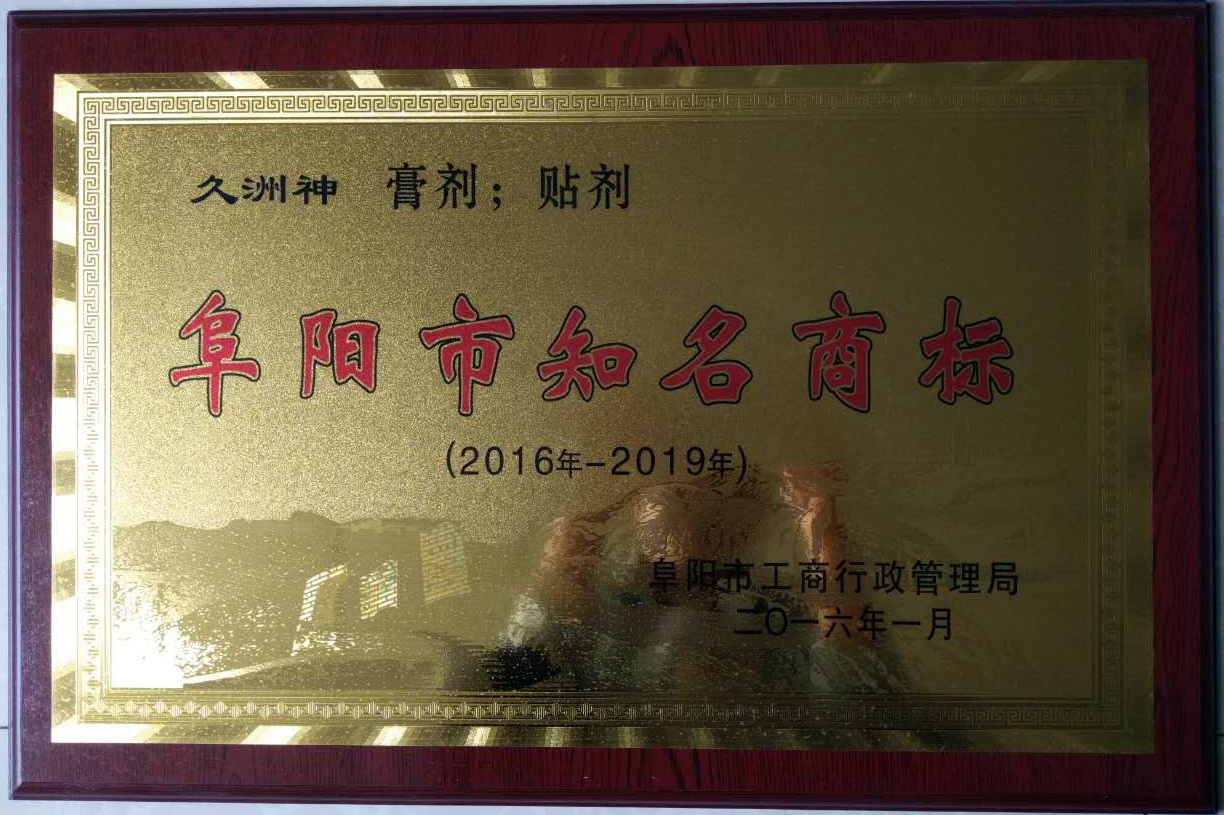 久洲神 膏剂；贴剂
阜阳市知名商标
(2016年-2019年)
阜阳市工商行政管理局
二〇一六年一月